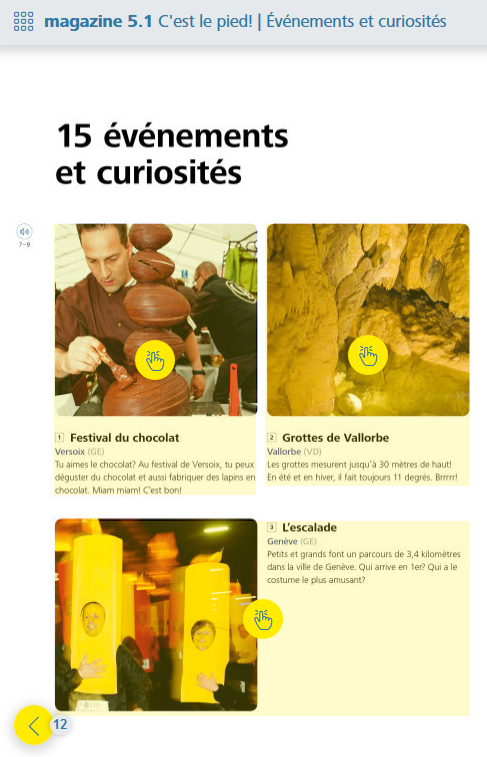 magazine 5.1 C'est le pied! | Événements et curiosités
15 événements
et curiosités
7–9
1 Festival du chocolat
Versoix (GE)
Tu aimes le chocolat? Au festival de Versoix, tu peux
déguster du chocolat et aussi fabriquer des lapins en
chocolat. Miam miam! C'est bon!
2 Grottes de Vallorbe
Vallorbe (VD)
Les grottes mesurent jusqu'à 30 mètres de haut!
En été et en hiver, il fait toujours 11 degrés. Brrrrr!
3 L'escalade
Genève (GE)
Petits et grands font un parcours de 3,4 kilomètres
dans la ville de Genève. Qui arrive en 1er? Qui a le
costume le plus amusant?
12